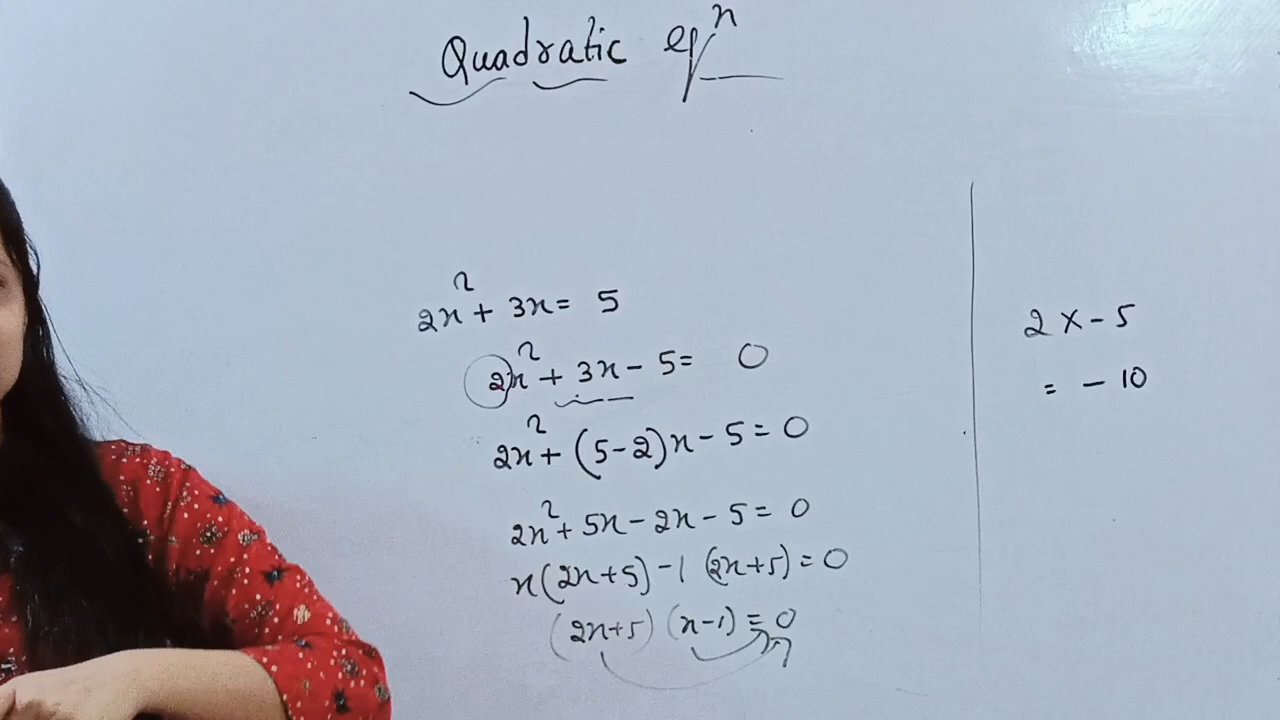 Quadratic eqⁿ
2x² + 3x = 5
2x² + 3x - 5 = 0
2x² + (5-2)x - 5 = 0
2x² + 5x - 2x - 5 = 0
x(2x+5) - 1 (2x+5) = 0
(2x+5) (x-1) = 0
2 × -5
= - 10